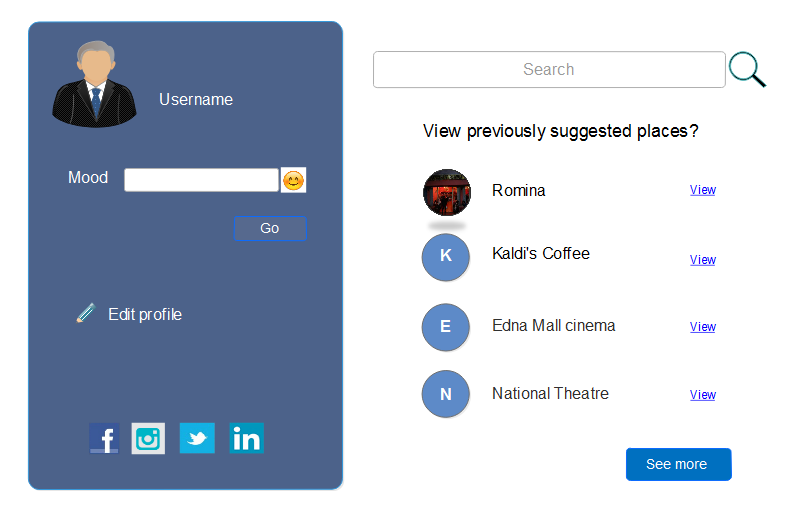 Username
Mood
Go
Edit profile
f
in
Search
View previously suggested places?
Romina
View
K
Kaldi's Coffee
View
E
Edna Mall cinema
View
N
National Theatre
View
See more